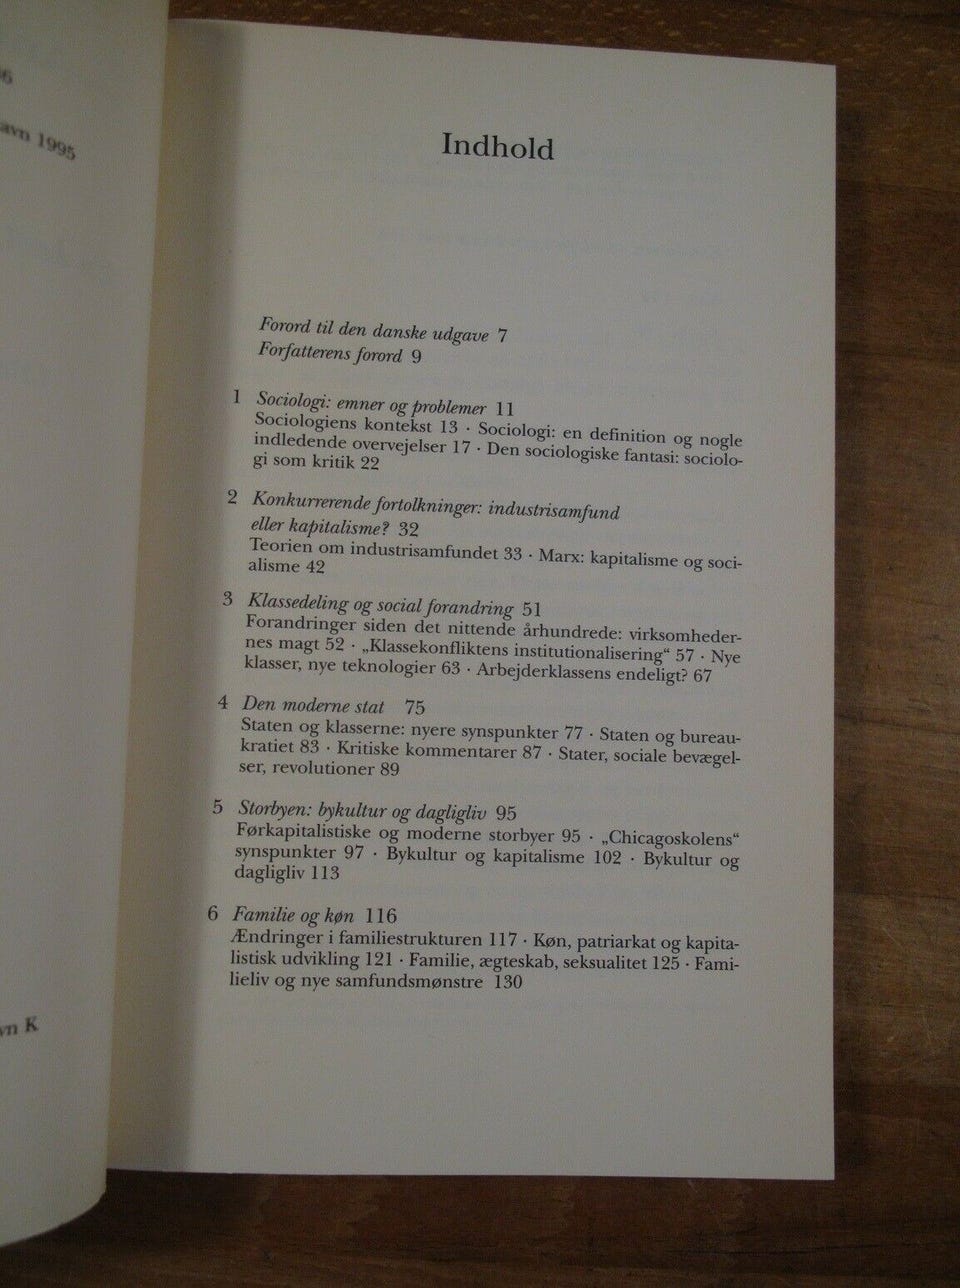 6
avn 1995
vn K
Indhold
Forord til den danske udgave 7
Forfatterens forord 9
1 Sociologi: emner og problemer 11
Sociologiens kontekst 13 · Sociologi: en definition og nogle
indledende overvejelser 17 · Den sociologiske fantasi: sociolo-
gi som kritik 22
2 Konkurrerende fortolkninger: industrisamfund
eller kapitalisme? 32
Teorien om industrisamfundet 33 · Marx: kapitalisme og soci-
alisme 42
3 Klassedeling og social forandring 51
Forandringer siden det nittende århundrede: virksomheder-
nes magt 52 · „Klassekonfliktens institutionalisering“ 57 · Nye
klasser, nye teknologier 63 · Arbejderklassens endeligt? 67
4 Den moderne stat 75
Staten og klasserne: nyere synspunkter 77 · Staten og bureau-
kratiet 83 · Kritiske kommentarer 87 · Stater, sociale bevægel-
ser, revolutioner 89
5 Storbyen: bykultur og dagligliv 95
Førkapitalistiske og moderne storbyer 95 · „Chicagoskolens“
synspunkter 97 · Bykultur og kapitalisme 102 · Bykultur og
dagligliv 113
6 Familie og køn 116
Ændringer i familiestrukturen 117 · Køn, patriarkat og kapita-
listisk udvikling 121 · Familie, ægteskab, seksualitet 125 · Fami-
lieliv og nye samfundsmønstre 130